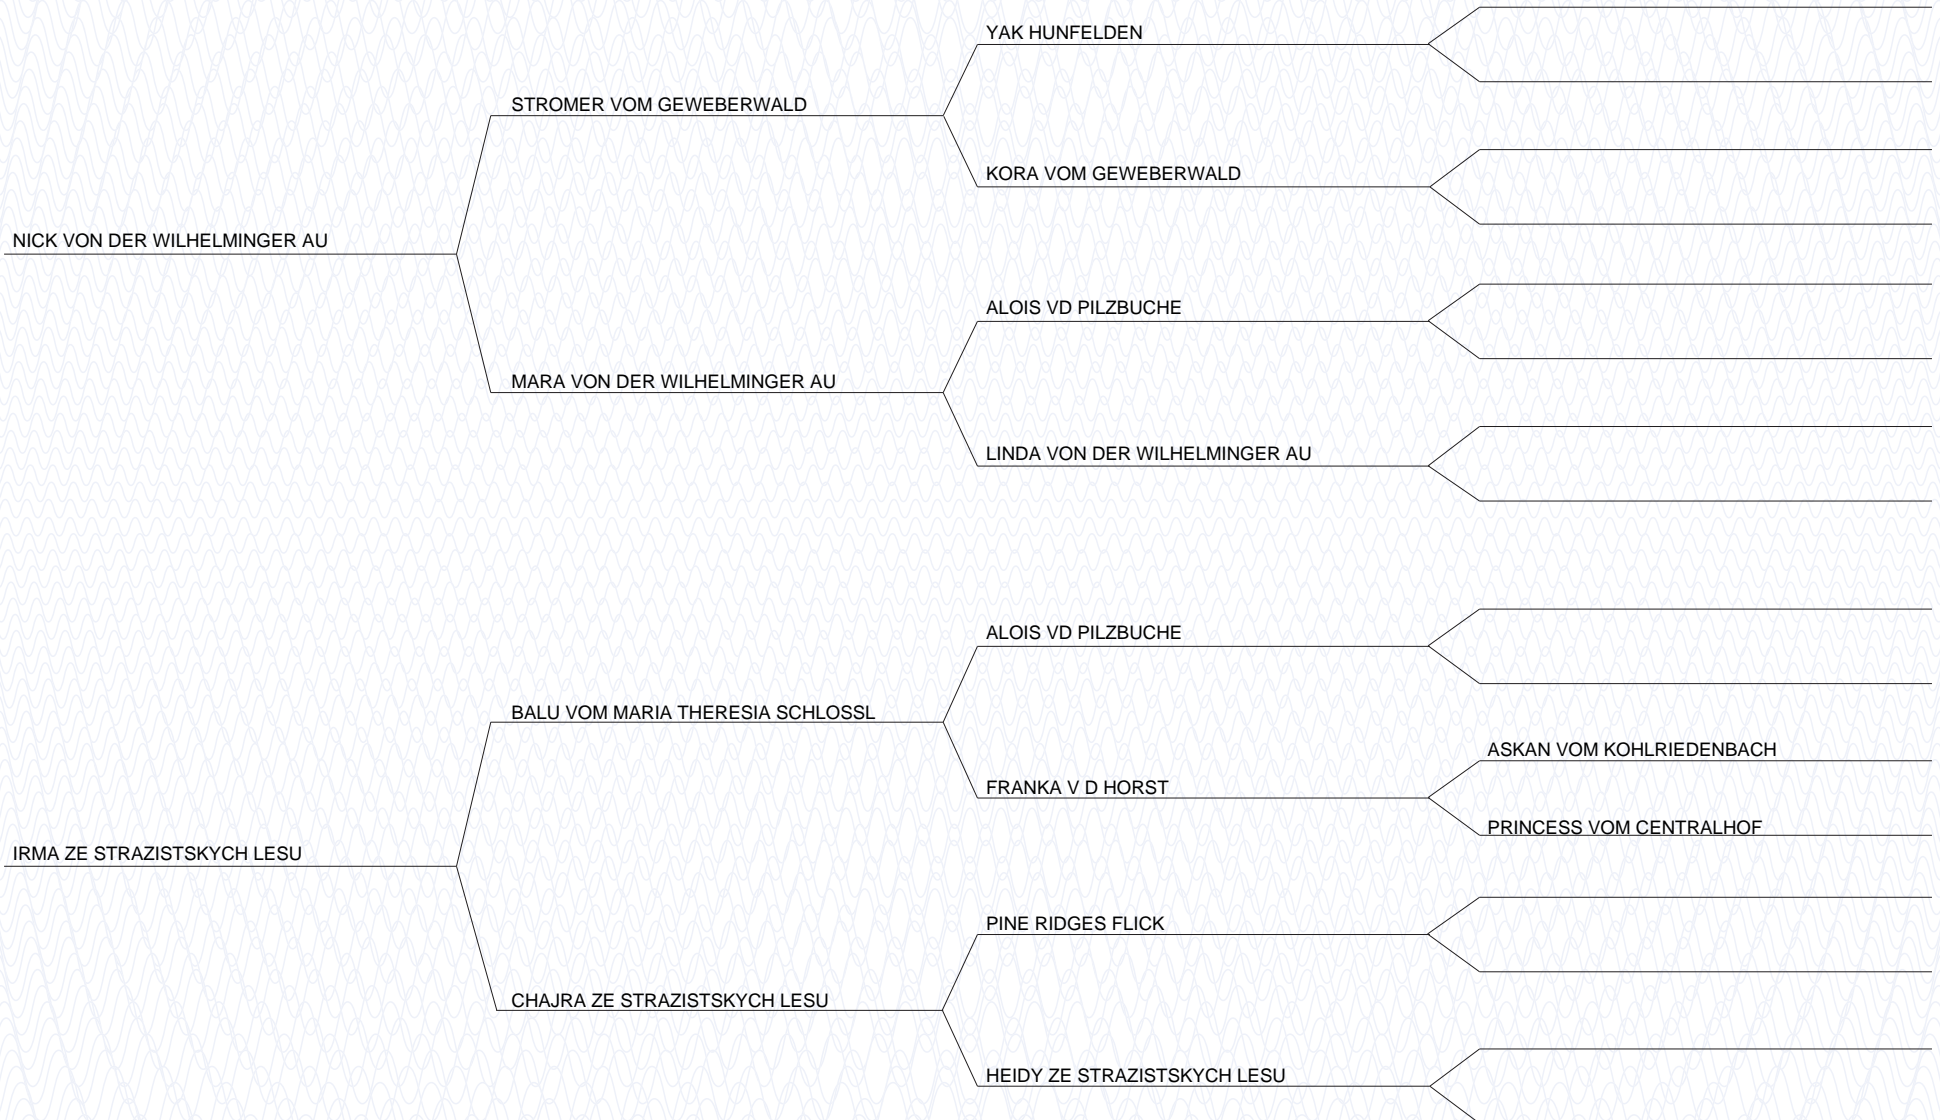 YAK HUNFELDEN
STROMER VOM GEWEBERWALD
KORA VOM GEWEBERWALD
NICK VON DER WILHELMINGER AU
ALOIS VD PILZBUCHE
MARA VON DER WILHELMINGER AU
LINDA VON DER WILHELMINGER AU
ALOIS VD PILZBUCHE
BALU VOM MARIA THERESIA SCHLOSSL
ASKAN VOM KOHLRIEDENBACH
FRANKA V D HORST
PRINCESS VOM CENTRALHOF
IRMA ZE STRAZISTSKYCH LESU
PINE RIDGES FLICK
CHAJRA ZE STRAZISTSKYCH LESU
HEIDY ZE STRAZISTSKYCH LESU